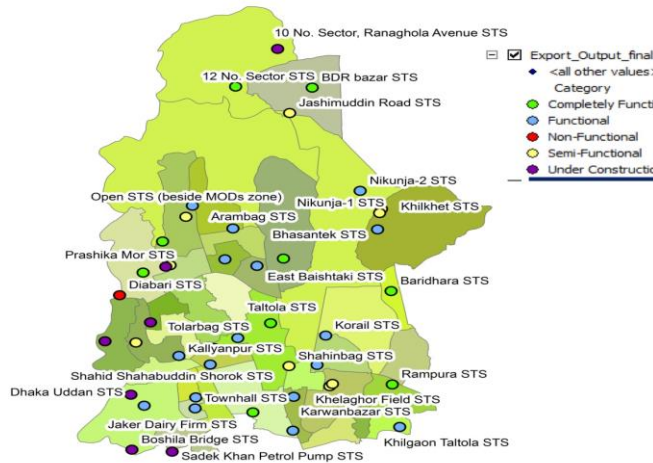 10 No. Sector, Ranaghola Avenue STS
Export_Output_final
<all other values>
Category
Completely Functi
Functional
Non-Functional
Semi-Functional
Under Constructi
12 No. Sector STS
BDR bazar STS
Jashimuddin Road STS
Nikunja-2 STS
Open STS (beside MODs zone)
Nikunja-1 STS
Khilkhet STS
Arambag STS
Bhasantek STS
Prashika Mor STS
East Baishtaki STS
Diabari STS
Baridhara STS
Taltola STS
Tolarbag STS
Korail STS
Kallyanpur STS
Shahinbag STS
Shahid Shahabuddin Shorok STS
Rampura STS
Dhaka Uddan STS
Townhall STS
Khelaghor Field STS
Karwanbazar STS
Jaker Dairy Firm STS
Boshila Bridge STS
Khilgaon Taltola STS
Sadek Khan Petrol Pump STS